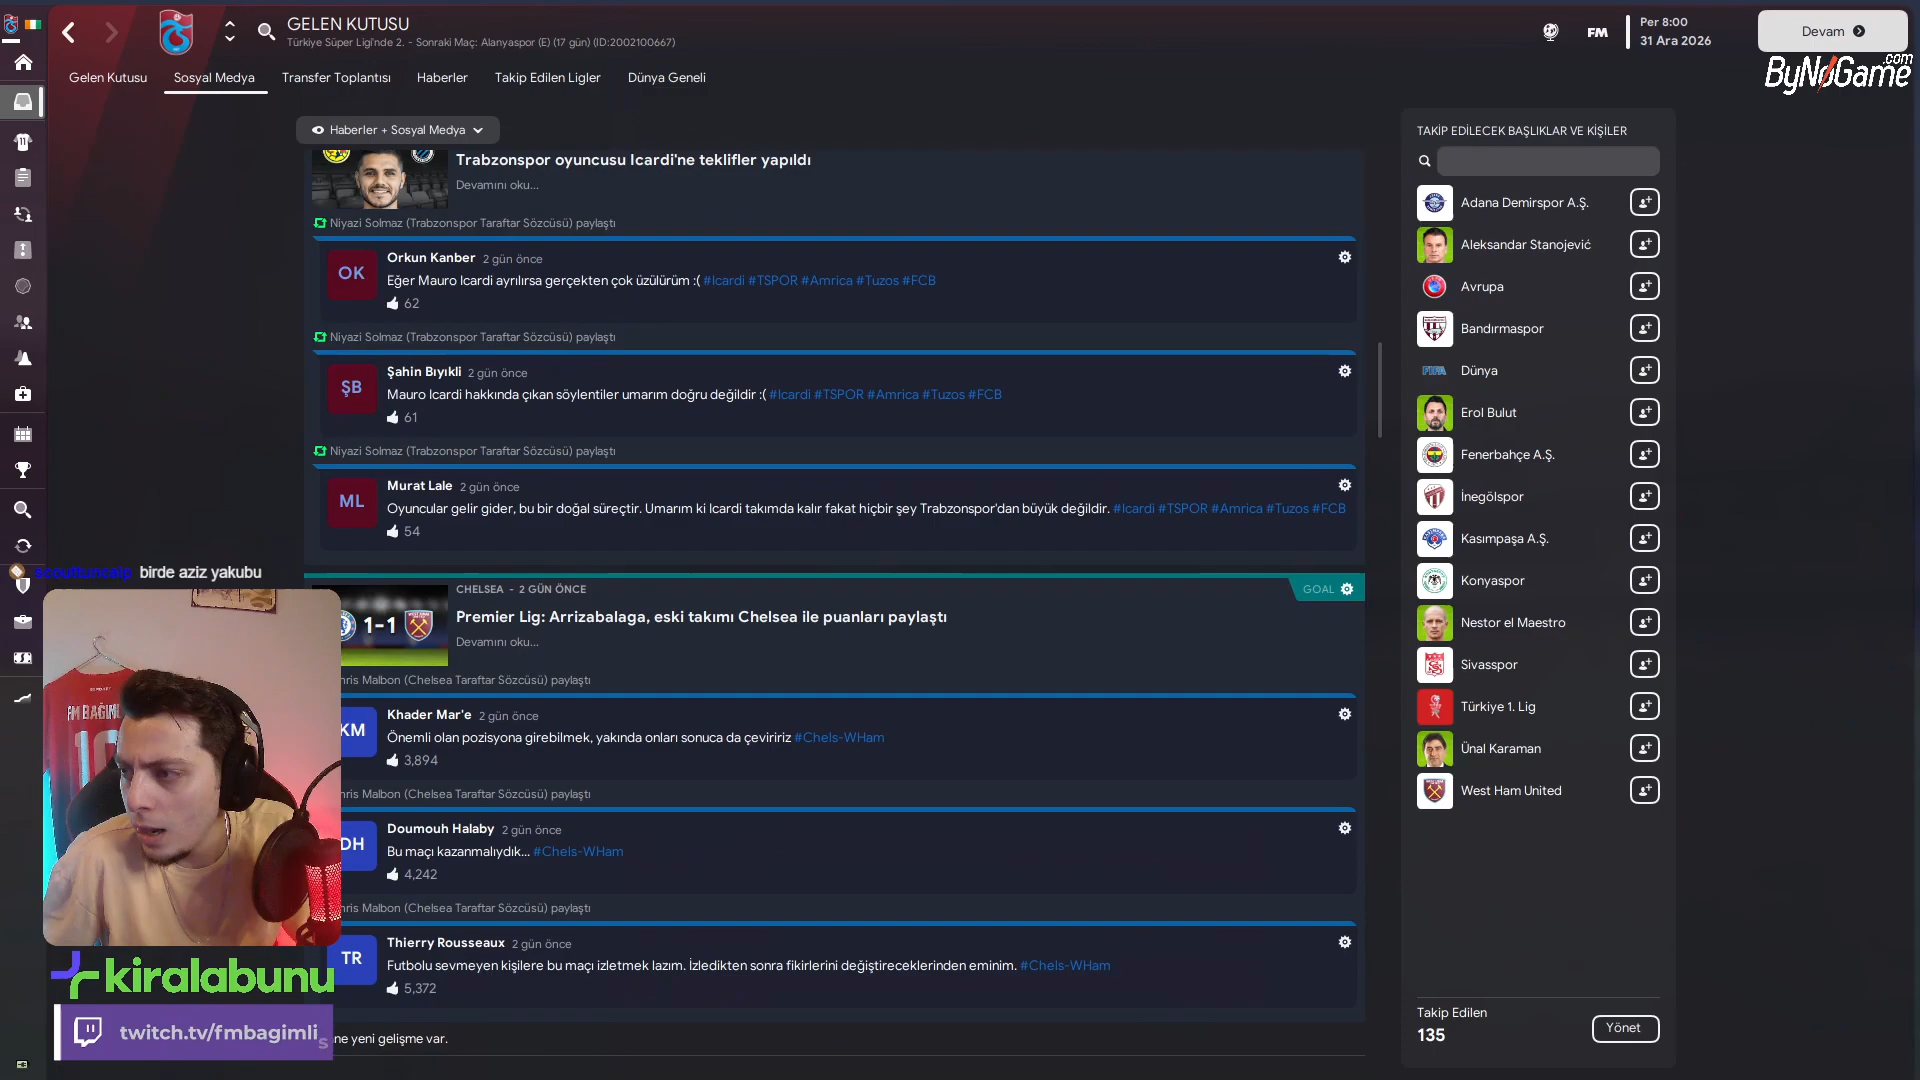 GELEN KUTUSU
Türkiye Süper Ligi'nde 2. - Sonraki Maç: Alanyaspor (E) (17 gün) (ID:2002100667)
FM
Per 8:00
31 Ara 2026
Devam
ByNoGame.com
Gelen Kutusu
Sosyal Medya
Transfer Toplantısı
Haberler
Takip Edilen Ligler
Dünya Geneli
Haberler + Sosyal Medya
Trabzonspor oyuncusu Icardi'ne teklifler yapıldı
Devamını oku...
Niyazi Solmaz (Trabzonspor Taraftar Sözcüsü) paylaştı
OK
Orkun Kanber 2 gün önce
Eğer Mauro Icardi ayrılırsa gerçekten çok üzülürüm :( #Icardi #TSPOR #Amrica #Tuzos #FCB
62
Niyazi Solmaz (Trabzonspor Taraftar Sözcüsü) paylaştı
ŞB
Şahin Bıyıkli 2 gün önce
Mauro Icardi hakkında çıkan söylentiler umarım doğru değildir :( #Icardi #TSPOR #Amrica #Tuzos #FCB
61
Niyazi Solmaz (Trabzonspor Taraftar Sözcüsü) paylaştı
ML
Murat Lale 2 gün önce
Oyuncular gelir gider, bu bir doğal süreçtir. Umarım ki Icardi takımda kalır fakat hiçbir şey Trabzonspor'dan büyük değildir. #Icardi #TSPOR #Amrica #Tuzos #FCB
54
scouttuncalp birde aziz yakubu
CHELSEA - 2 GÜN ÖNCE
GOAL
1-1
Premier Lig: Arrizabalaga, eski takımı Chelsea ile puanları paylaştı
Devamını oku...
hris Malbon (Chelsea Taraftar Sözcüsü) paylaştı
KM
Khader Mar'e 2 gün önce
Önemli olan pozisyona girebilmek, yakında onları sonuca da çeviririz #Chels-WHam
3,894
hris Malbon (Chelsea Taraftar Sözcüsü) paylaştı
DH
Doumouh Halaby 2 gün önce
Bu maçı kazanmalıydık... #Chels-WHam
4,242
hris Malbon (Chelsea Taraftar Sözcüsü) paylaştı
TR
Thierry Rousseaux 2 gün önce
Futbolu sevmeyen kişilere bu maçı izletmek lazım. İzledikten sonra fikirlerini değiştireceklerinden eminim. #Chels-WHam
5,372
ne yeni gelişme var.
FM BAĞIML
10
kiralabunu
twitch.tv/fmbagimlis
TAKİP EDİLECEK BAŞLIKLAR VE KİŞİLER
Adana Demirspor A.Ş.
Aleksandar Stanojević
Avrupa
Bandırmaspor
FIFA
Dünya
Erol Bulut
Fenerbahçe A.Ş.
İnegölspor
Kasımpaşa A.Ş.
Konyaspor
Nestor el Maestro
Sivasspor
Türkiye 1. Lig
Ünal Karaman
West Ham United
Takip Edilen
135
Yönet